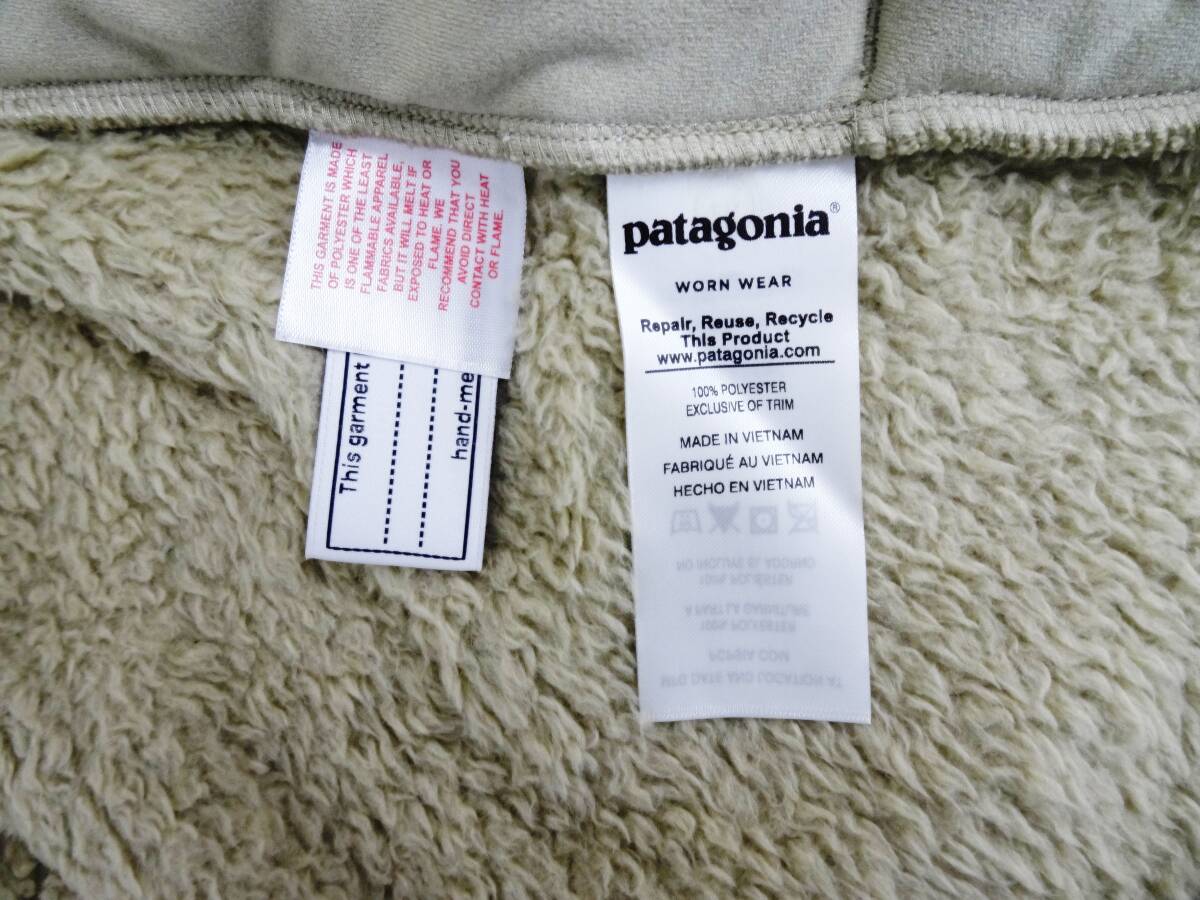 THIS GARMENT IS MADE
OF POLYESTER WHICH
IS ONE OF THE LEAST
FLAMMABLE APPAREL
FABRICS AVAILABLE,
BUT IT WILL MELT IF
EXPOSED TO HEAT OR
FLAME. WE
RECOMMEND THAT YOU
AVOID DIRECT
CONTACT WITH HEAT
OR FLAME.
This garment
hand-me
patagonia®
WORN WEAR
Repair, Reuse, Recycle
This Product
www.patagonia.com
100% POLYESTER
EXCLUSIVE OF TRIM
MADE IN VIETNAM
FABRIQUÉ AU VIETNAM
HECHO EN VIETNAM